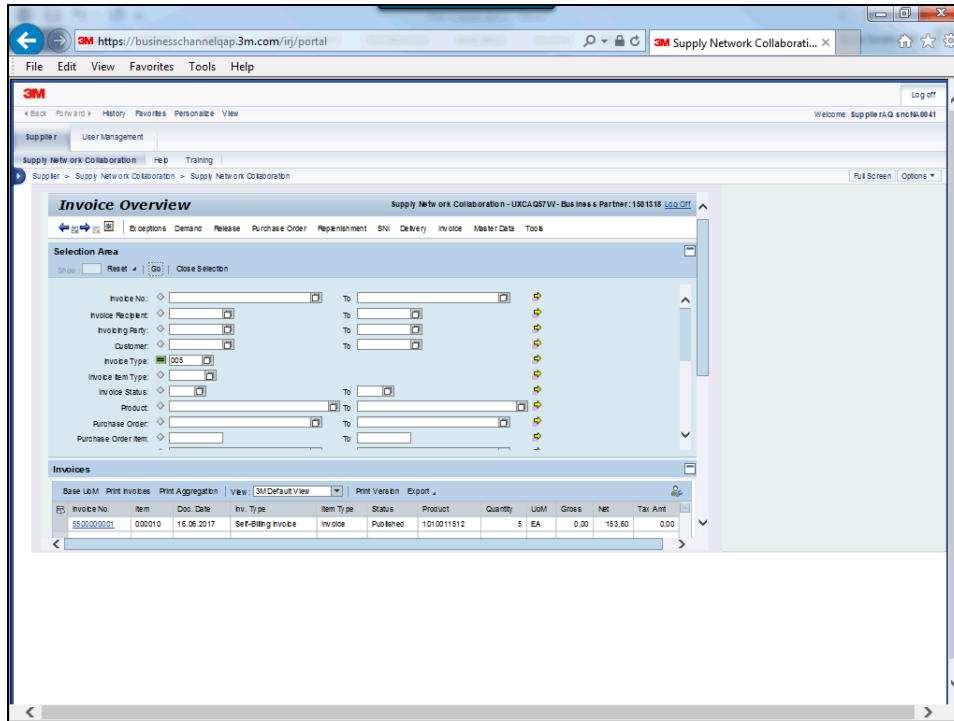 3M https://businesschannelqap.3m.com/irj/portal
3M Supply Network Collaborati... ×
File Edit View Favorites Tools Help
3M
Log off
Back Forward History Favorites Personalize View
Welcome: SupplierAQ sncNA0041
Supplier User Management
Supply Network Collaboration Help Training
Supplier > Supply Network Collaboration > Supply Network Collaboration
Full Screen Options
Invoice Overview
Supply Network Collaboration - UXCAQ57VV - Business Partner: 1501318 Log Off
Exceptions Demand Release Purchase Order Replenishment SNI Delivery Invoice Master Data Tools
Selection Area
Show: Reset Go Close Selection
Invoice No.: To
Invoice Recipient: To
Invoicing Party: To
Customer: To
Invoice Type: 005
Invoice Item Type:
Invoice Status: To
Product: To
Purchase Order: To
Purchase Order Item: To
Invoices
Base UoM Print Invoices Print Aggregation View: 3M Default View Print Version Export
Invoice No. Item Doc. Date Inv. Type Item Type Status Product Quantity UoM Gross Net Tax Amt
5500000001 000010 16.06.2017 Self-Billing Invoice Invoice Published 1010011512 5 EA 0,00 153,60 0,00